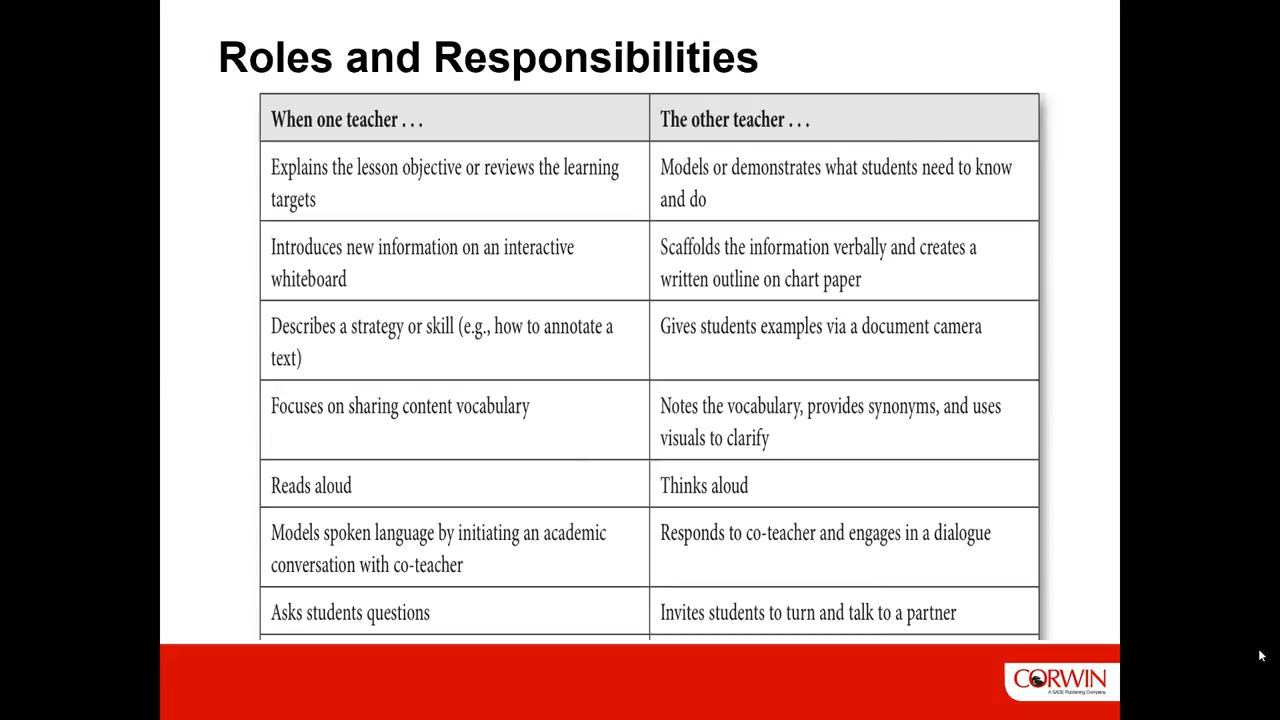 Roles and Responsibilities
When one teacher . . .
The other teacher . . .
Explains the lesson objective or reviews the learning
targets
Models or demonstrates what students need to know
and do
Introduces new information on an interactive
whiteboard
Scaffolds the information verbally and creates a
written outline on chart paper
Describes a strategy or skill (e.g., how to annotate a
text)
Gives students examples via a document camera
Focuses on sharing content vocabulary
Notes the vocabulary, provides synonyms, and uses
visuals to clarify
Reads aloud
Thinks aloud
Models spoken language by initiating an academic
conversation with co-teacher
Responds to co-teacher and engages in a dialogue
Asks students questions
Invites students to turn and talk to a partner
CORWIN
A SAGE Publishing Company